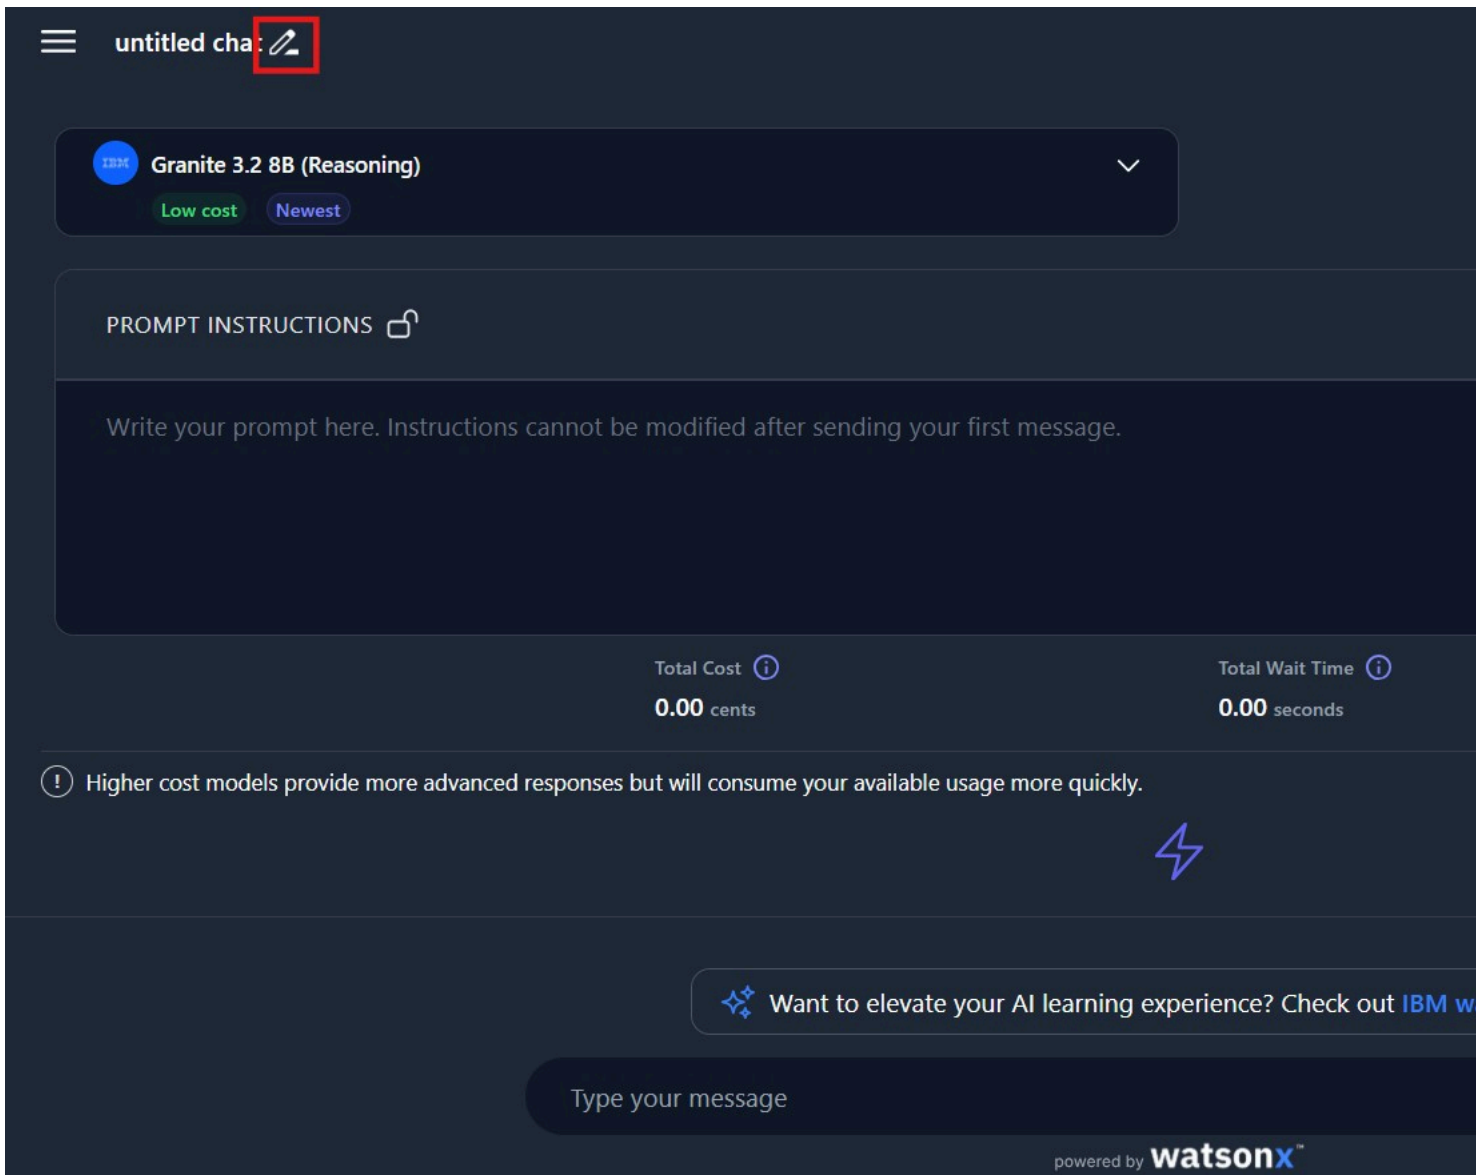 untitled chat
IBM
Granite 3.2 8B (Reasoning)
Low cost Newest
PROMPT INSTRUCTIONS
Write your prompt here. Instructions cannot be modified after sending your first message.
Total Cost Total Wait Time
0.00 cents 0.00 seconds
Higher cost models provide more advanced responses but will consume your available usage more quickly.
Want to elevate your AI learning experience? Check out IBM w
Type your message
powered by watsonx™